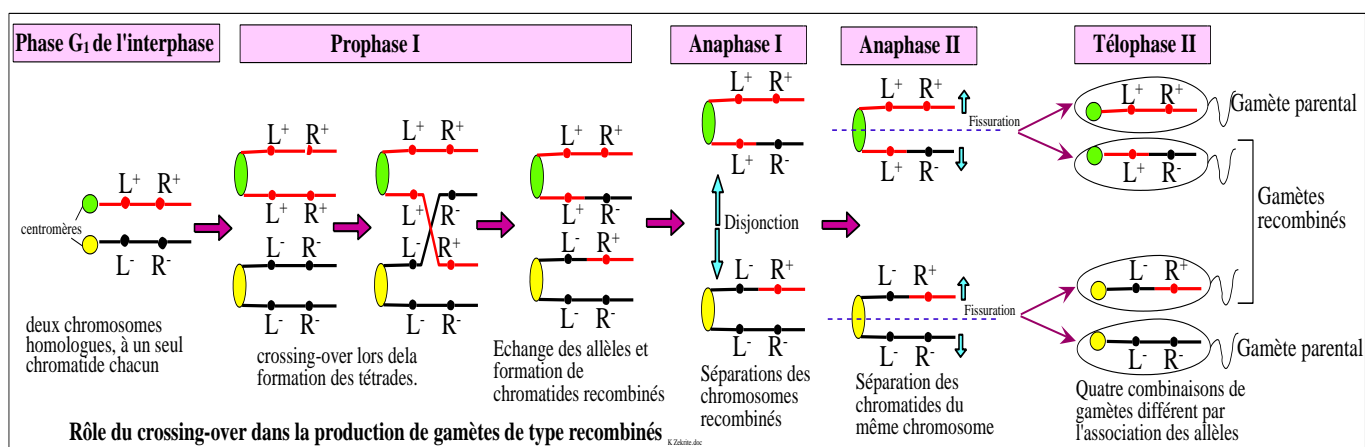 Phase G1 de l'interphase
Prophase I
Anaphase I
Anaphase II
Télophase II
L+ R+
centromères
L- R-
deux chromosomes
homologues, à un seul
chromatide chacun
L+ R+
L+ R+
L- R-
L- R-
L+ R+
L+ R-
L- R+
L- R-
crossing-over lors dela
formation des tétrades.
L+ R+
L+ R-
L- R+
L- R-
Echange des allèles et
formation de
chromatides recombinés
L+ R+
L+ R-
Disjonction
L- R+
L- R-
Séparations des
chromosomes
recombinés
L+ R+
Fissuration
L+ R-
L- R+
Fissuration
L- R-
Séparation des
chromatides du
même chromosome
L+ R+
Gamète parental
L+ R-
Gamètes
recombinés
L- R+
L- R-
Gamète parental
Quatre combinaisons de
gamètes différent par
l'association des allèles
Rôle du crossing-over dans la production de gamètes de type recombinés
K Zekrite.doc